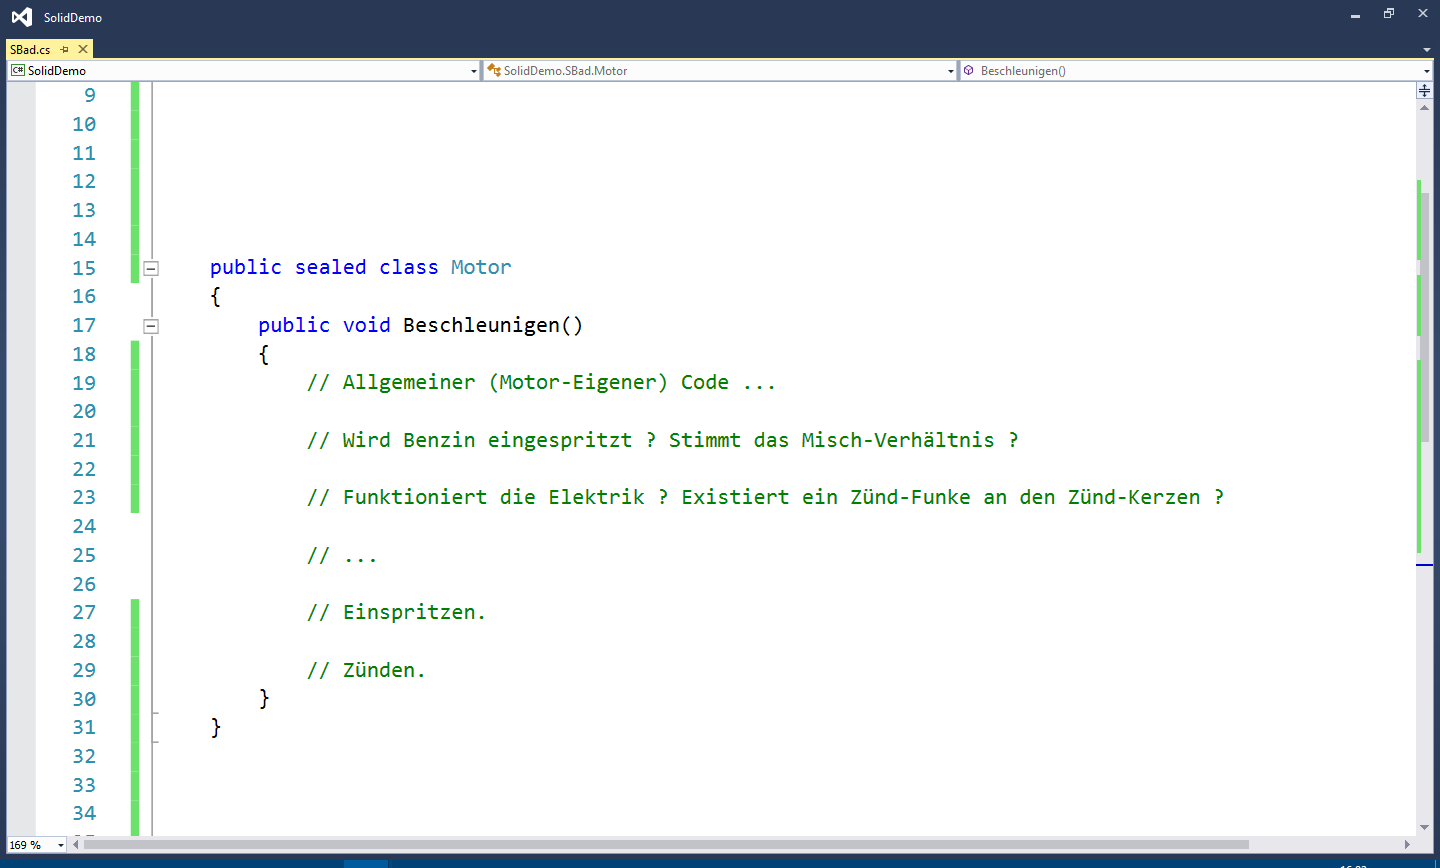 SolidDemo
SBad.cs
C# SolidDemo
SolidDemo.SBad.Motor
Beschleunigen()
9
10
11
12
13
14
15 public sealed class Motor
16 {
17 public void Beschleunigen()
18 {
19 // Allgemeiner (Motor-Eigener) Code ...
20
21 // Wird Benzin eingespritzt ? Stimmt das Misch-Verhältnis ?
22
23 // Funktioniert die Elektrik ? Existiert ein Zünd-Funke an den Zünd-Kerzen ?
24
25 // ...
26
27 // Einspritzen.
28
29 // Zünden.
30 }
31 }
32
33
34
169 %